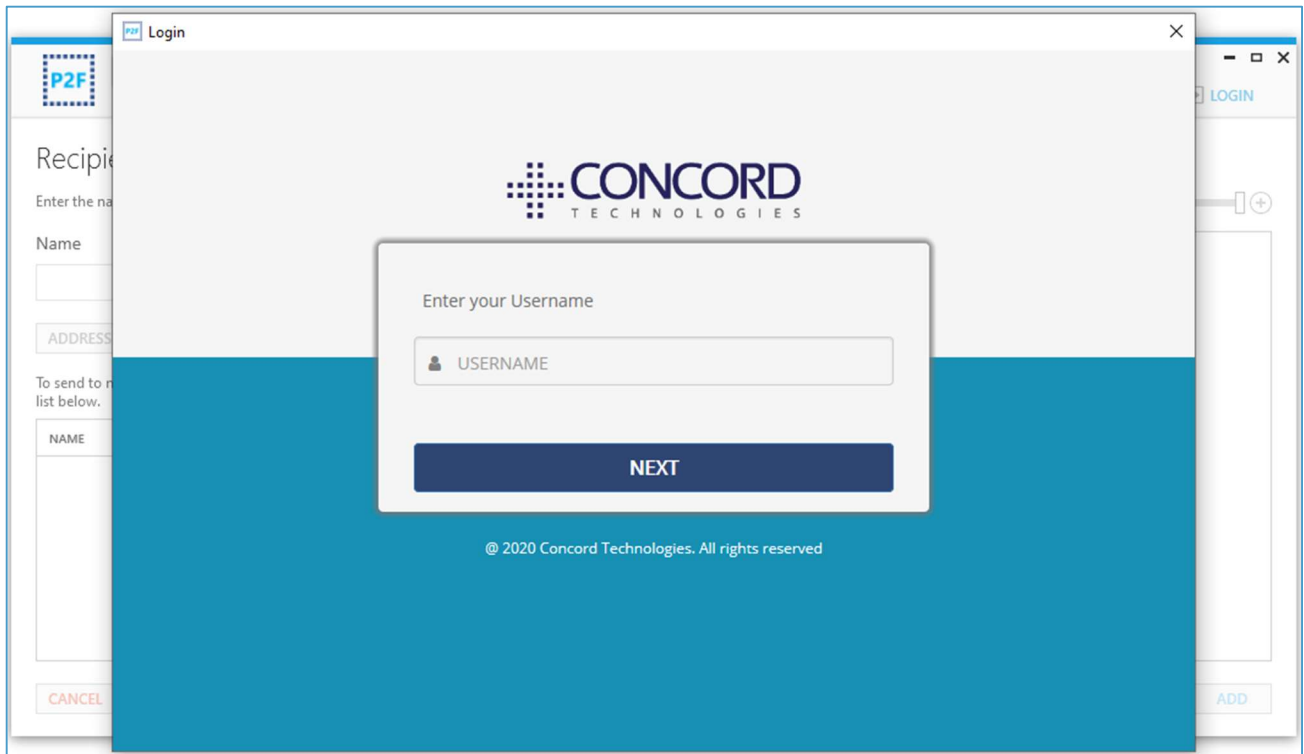 P2F Login
P2F
LOGIN
Recipie
Enter the na
Name
ADDRESS
To send to n
list below.
NAME
CANCEL
CONCORD
TECHNOLOGIES
Enter your Username
USERNAME
NEXT
@ 2020 Concord Technologies. All rights reserved
ADD